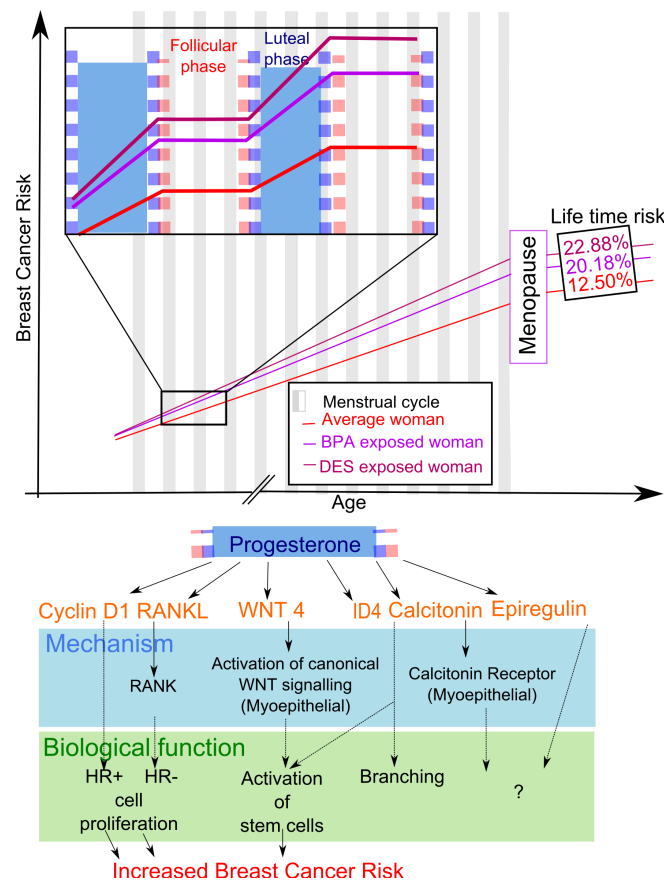 Breast Cancer Risk
Follicular
phase
Luteal
phase
Life time risk
22.88%
20.18%
12.50%
Menopause
Menstrual cycle
Average woman
BPA exposed woman
DES exposed woman
Age
Progesterone
Cyclin D1 RANKL WNT 4 ID4 Calcitonin Epiregulin
Mechanism
RANK
Activation of canonical
WNT signalling
(Myoepithelial)
Calcitonin Receptor
(Myoepithelial)
Biological function
HR+ HR-
cell
proliferation
Activation
of
stem cells
Branching
?
Increased Breast Cancer Risk